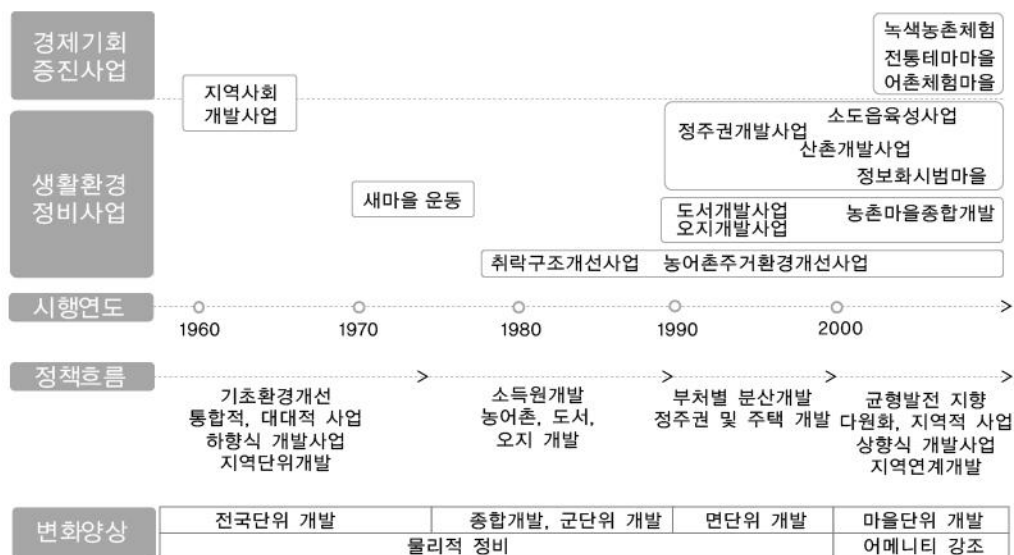 경제기회
증진사업
녹색농촌체험
전통테마마을
어촌체험마을
지역사회
개발사업
생활환경
정비사업
소도읍육성사업
정주권개발사업
산촌개발사업
정보화시범마을
새마을 운동
도서개발사업 농촌마을종합개발
오지개발사업
취락구조개선사업 농어촌주거환경개선사업
시행연도
1960 1970 1980 1990 2000
정책흐름
기초환경개선
통합적, 대대적 사업
하향식 개발사업
지역단위개발
소득원개발
농어촌, 도서,
오지 개발
부처별 분산개발
정주권 및 주택 개발
균형발전 지향
다원화, 지역적 사업
상향식 개발사업
지역연계개발
변화양상
전국단위 개발 종합개발, 군단위 개발 면단위 개발 마을단위 개발
물리적 정비 어메니티 강조